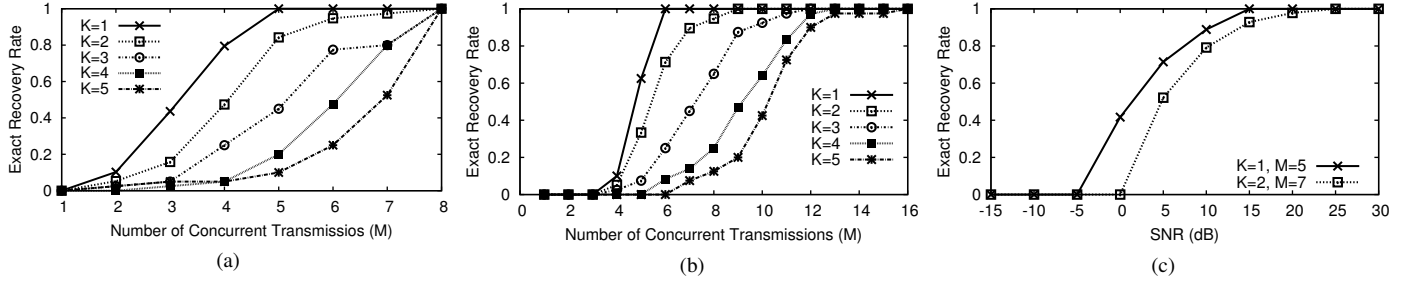 Exact Recovery Rate
1
0.8
0.6
0.4
0.2
0
K=1
K=2
K=3
K=4
K=5
1 2 3 4 5 6 7 8
Number of Concurrent Transmissios (M)
(a)
Exact Recovery Rate
1
0.8
0.6
0.4
0.2
0
K=1
K=2
K=3
K=4
K=5
0 2 4 6 8 10 12 14 16
Number of Concurrent Transmissions (M)
(b)
Exact Recovery Rate
1
0.8
0.6
0.4
0.2
0
K=1, M=5
K=2, M=7
-15 -10 -5 0 5 10 15 20 25 30
SNR (dB)
(c)